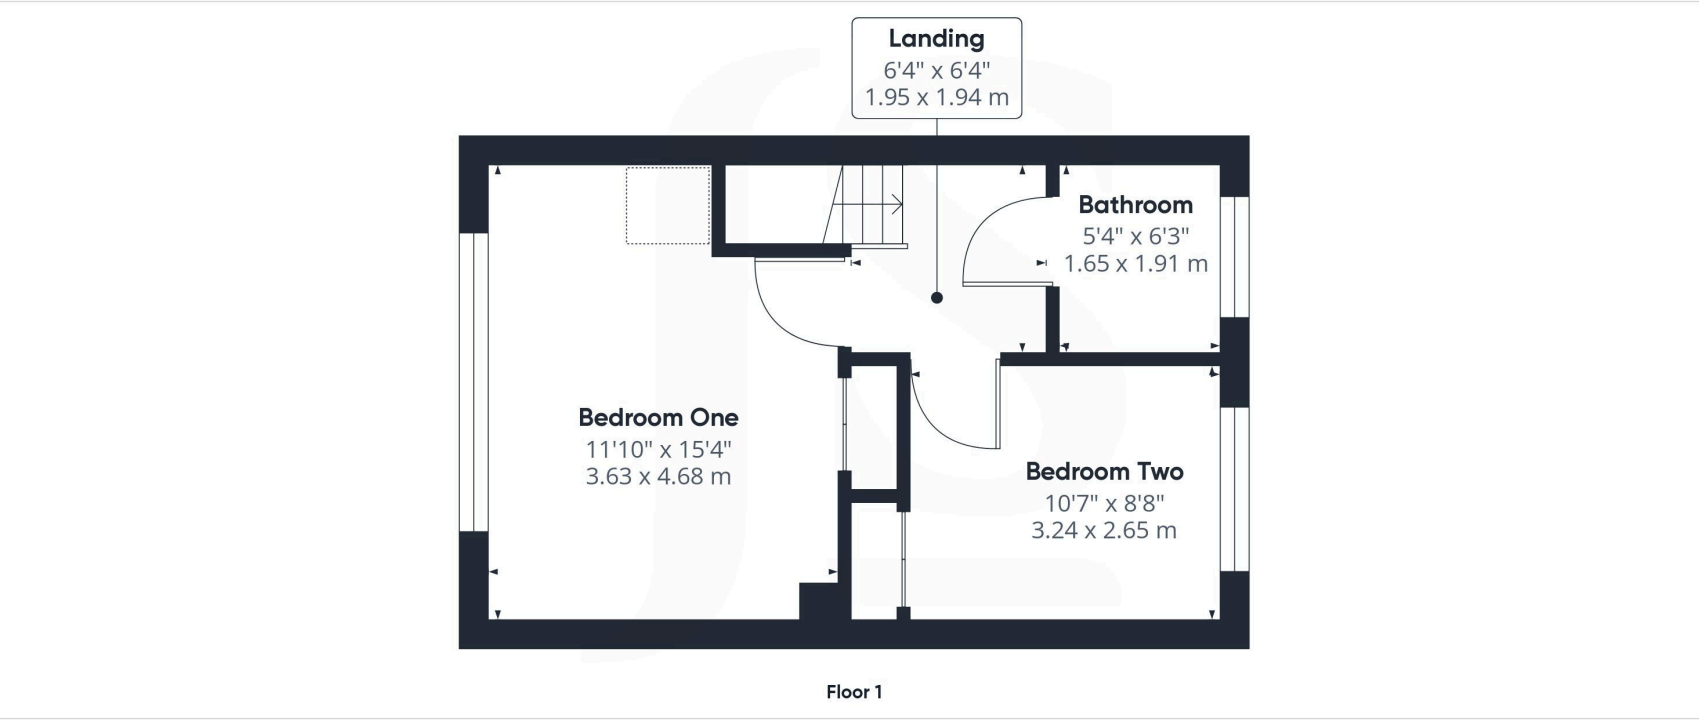 Landing
6'4" x 6'4"
1.95 x 1.94 m
Bathroom
5'4" x 6'3"
1.65 x 1.91 m
Bedroom One
11'10" x 15'4"
3.63 x 4.68 m
Bedroom Two
10'7" x 8'8"
3.24 x 2.65 m
Floor 1